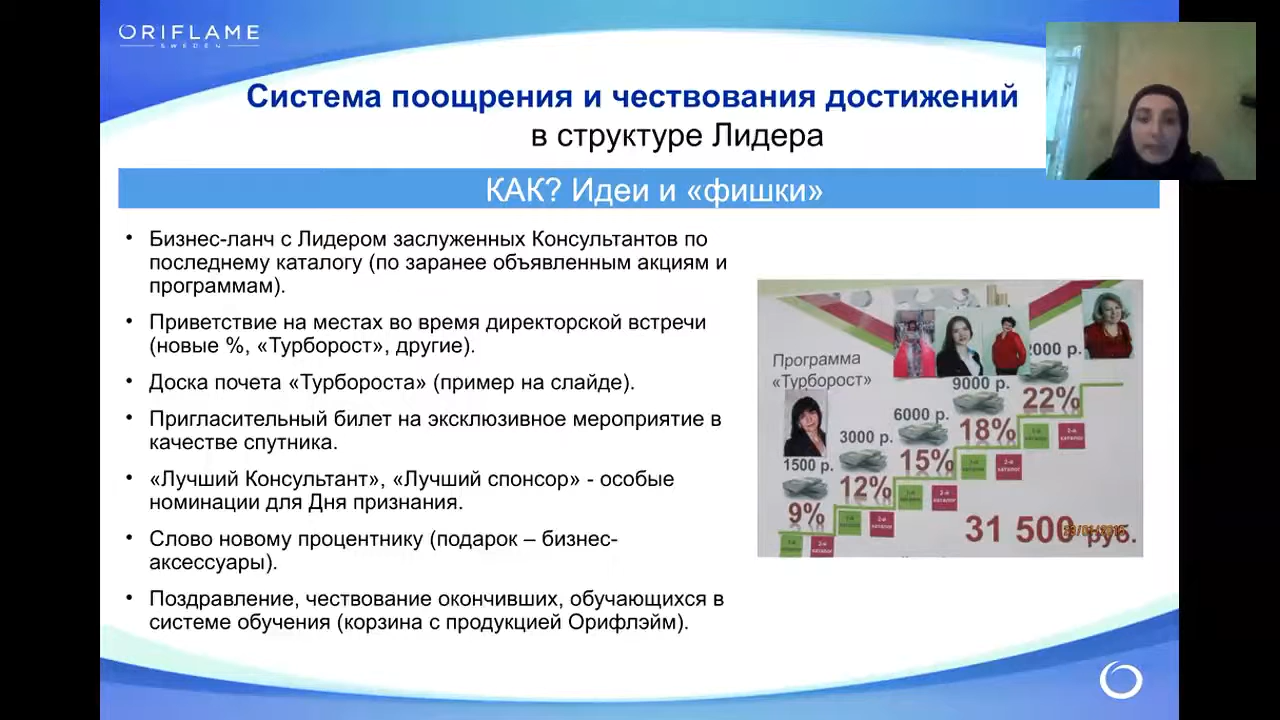 ORIFLAME
SWEDEN
Система поощрения и чествования достижений
в структуре Лидера
КАК? Идеи и «фишки»
• Бизнес-ланч с Лидером заслуженных Консультантов по
последнему каталогу (по заранее объявленным акциям и
программам).
• Приветствие на местах во время директорской встречи
(новые %, «Турборост», другие).
• Доска почета «Турбороста» (пример на слайде).
• Пригласительный билет на эксклюзивное мероприятие в
качестве спутника.
• «Лучший Консультант», «Лучший спонсор» - особые
номинации для Дня признания.
• Слово новому процентнику (подарок – бизнес-
аксессуары).
• Поздравление, чествование окончивших, обучающихся в
системе обучения (корзина с продукцией Орифлэйм).
Программа
«Турборост»
2000 р.
9000 р.
22%
6000 р.
18%
3000 р.
15%
1500 р.
12%
9%
31 500 руб.